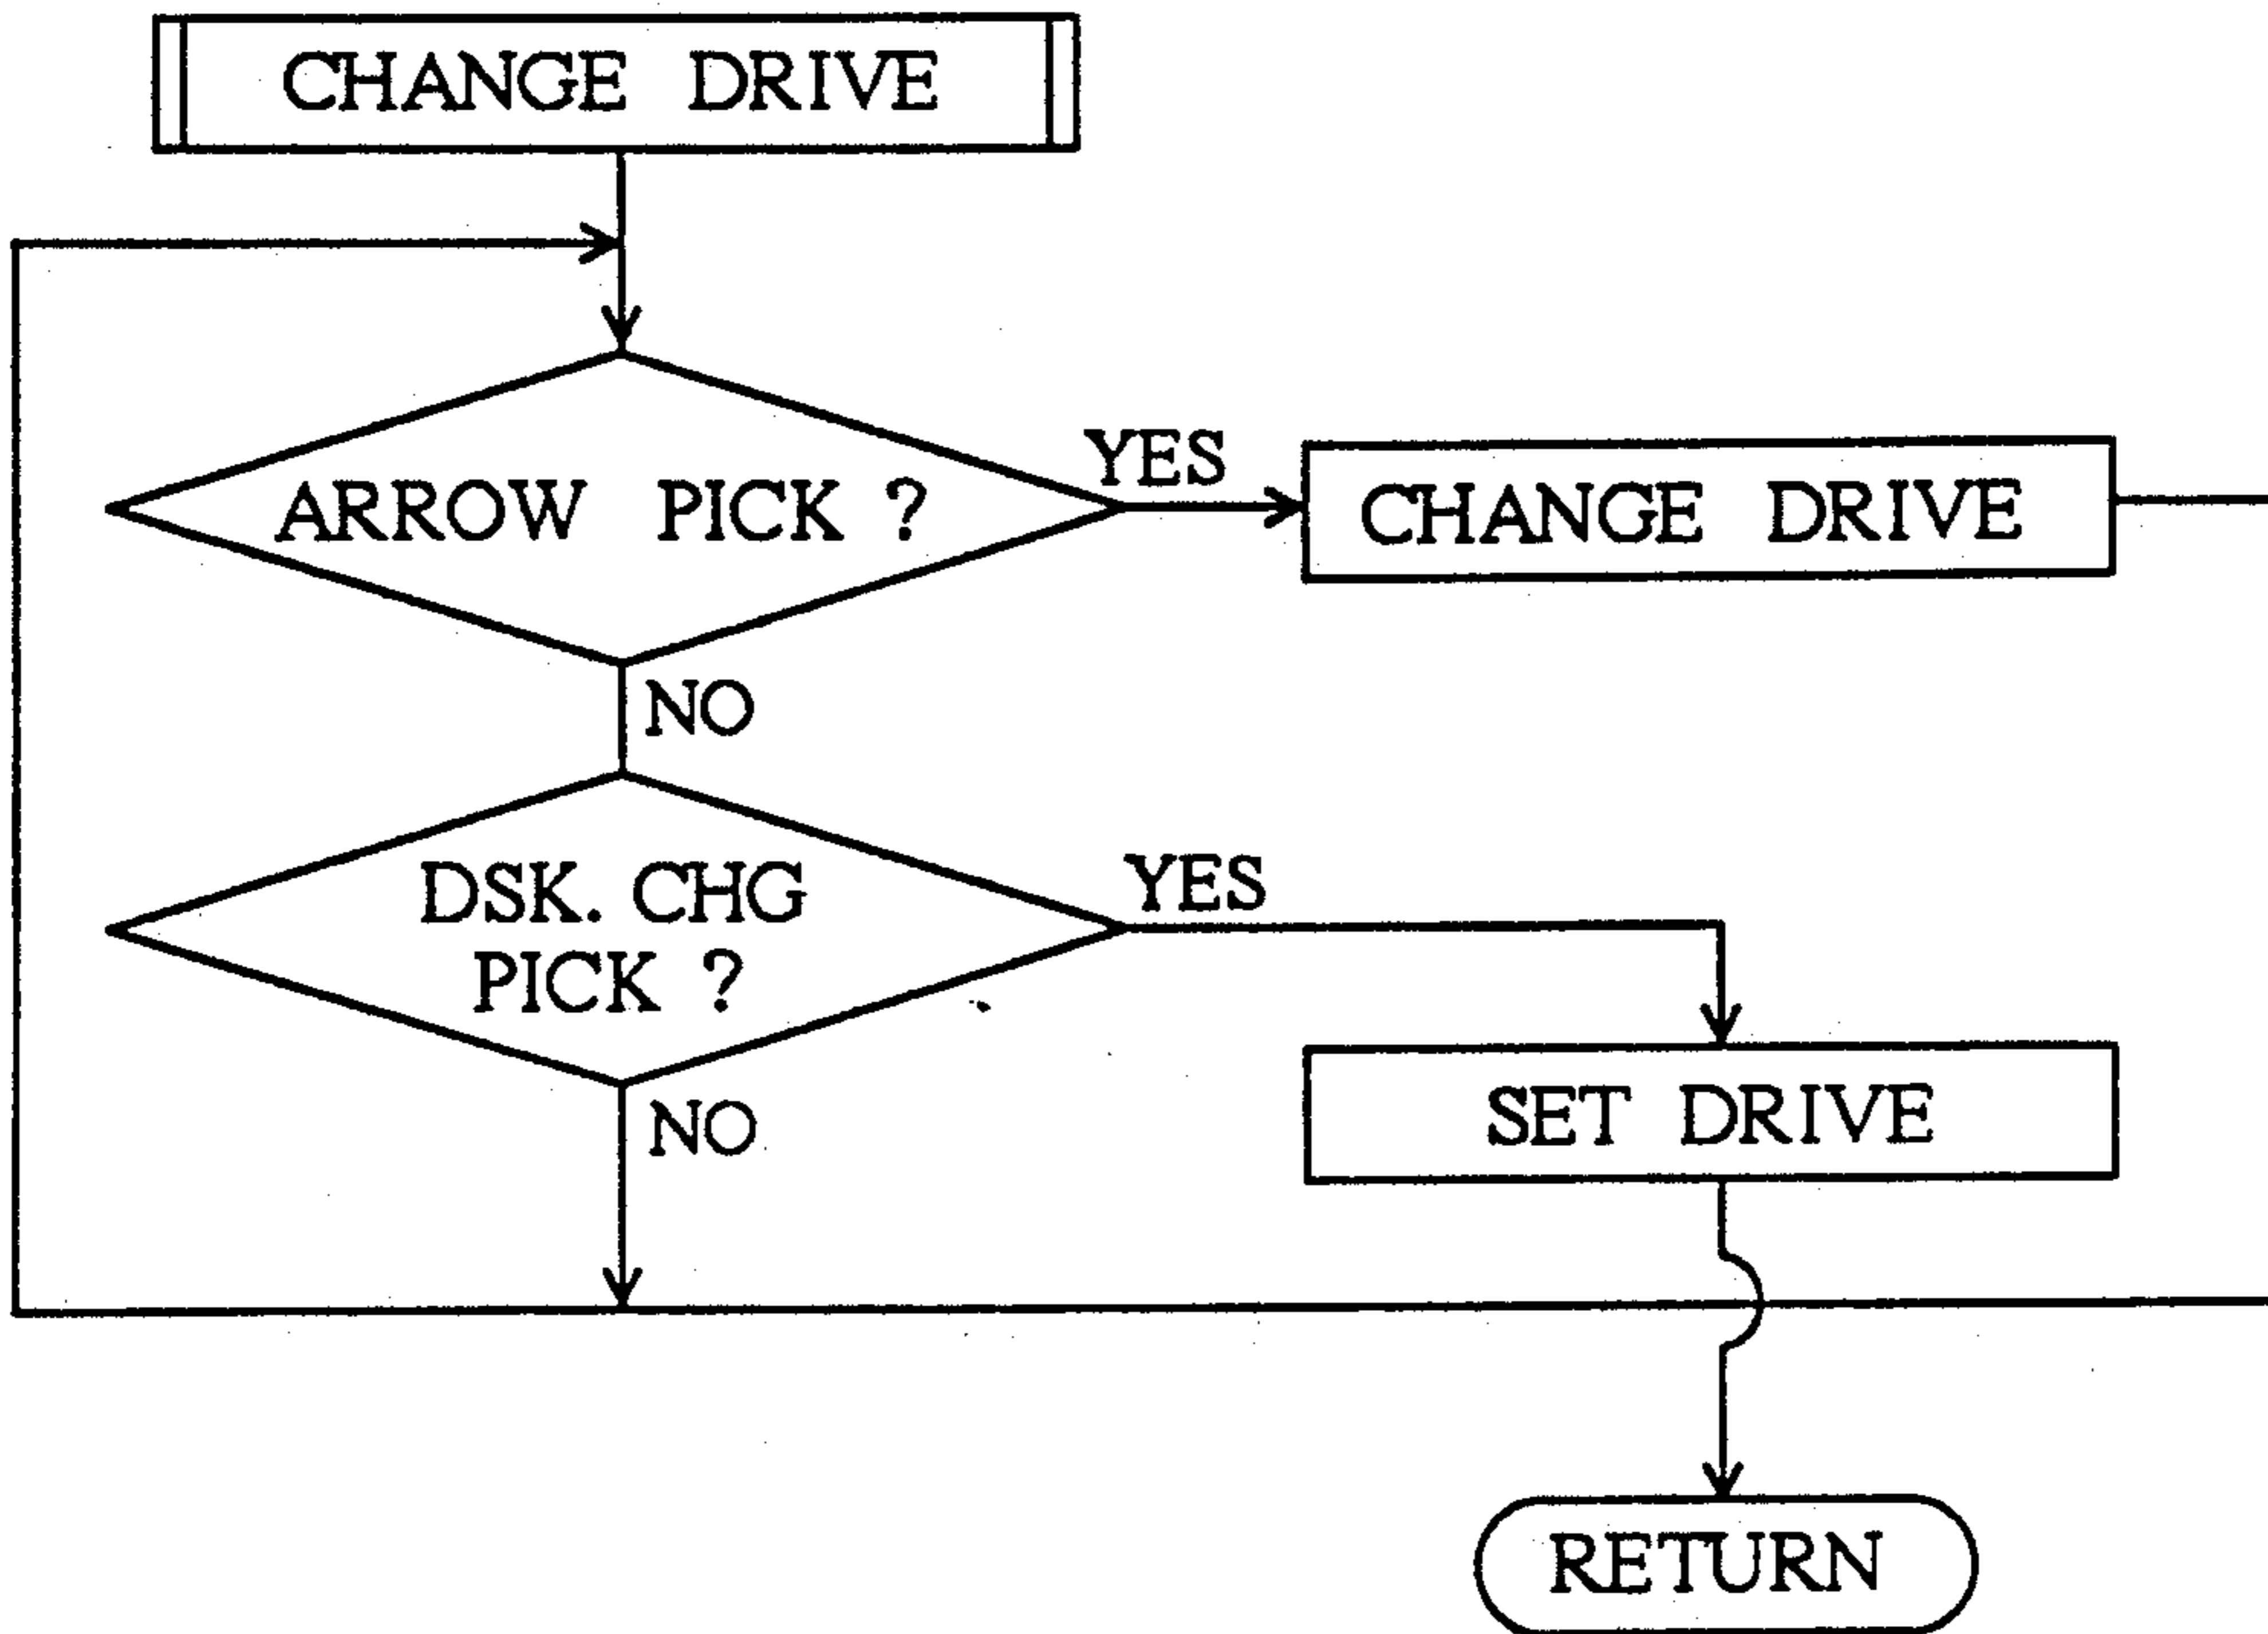 CHANGE DRIVE
ARROW PICK ?
YES
CHANGE DRIVE
NO
DSK. CHG
PICK ?
YES
SET DRIVE
NO
RETURN